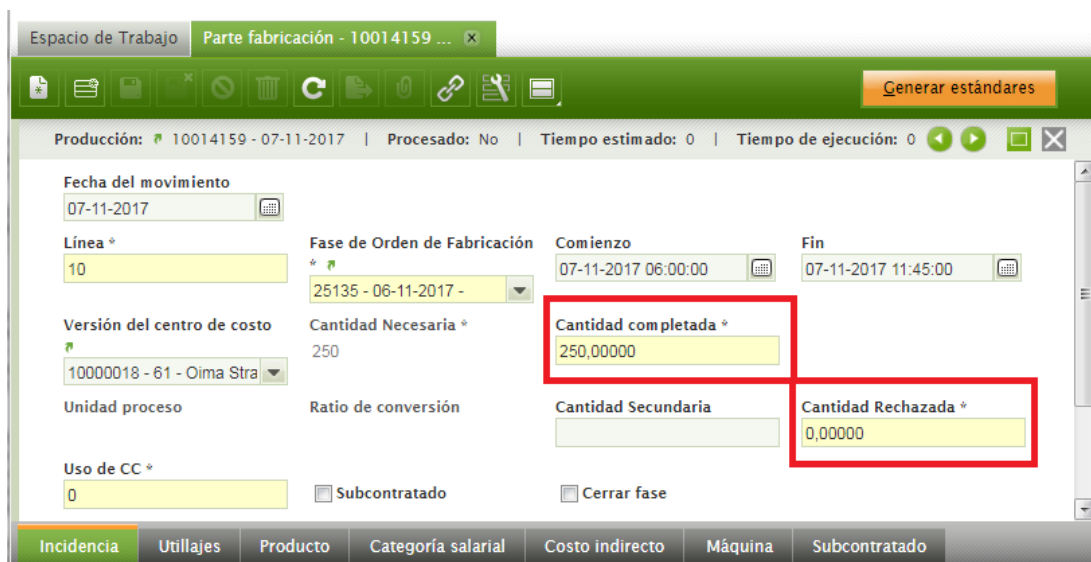 Espacio de Trabajo Parte fabricación - 10014159 ...
Generar estándares
Producción: 10014159 - 07-11-2017 | Procesado: No | Tiempo estimado: 0 | Tiempo de ejecución: 0
Fecha del movimiento
07-11-2017
Línea * Fase de Orden de Fabricación * Comienzo Fin
10 25135 - 06-11-2017 - 07-11-2017 06:00:00 07-11-2017 11:45:00
Versión del centro de costo Cantidad Necesaria * Cantidad completada *
10000018 - 61 - Oima Stra 250 250,00000
Unidad proceso Ratio de conversión Cantidad Secundaria Cantidad Rechazada *
0,00000
Uso de CC *
0 Subcontratado Cerrar fase
Incidencia Utillajes Producto Categoría salarial Costo indirecto Máquina Subcontratado